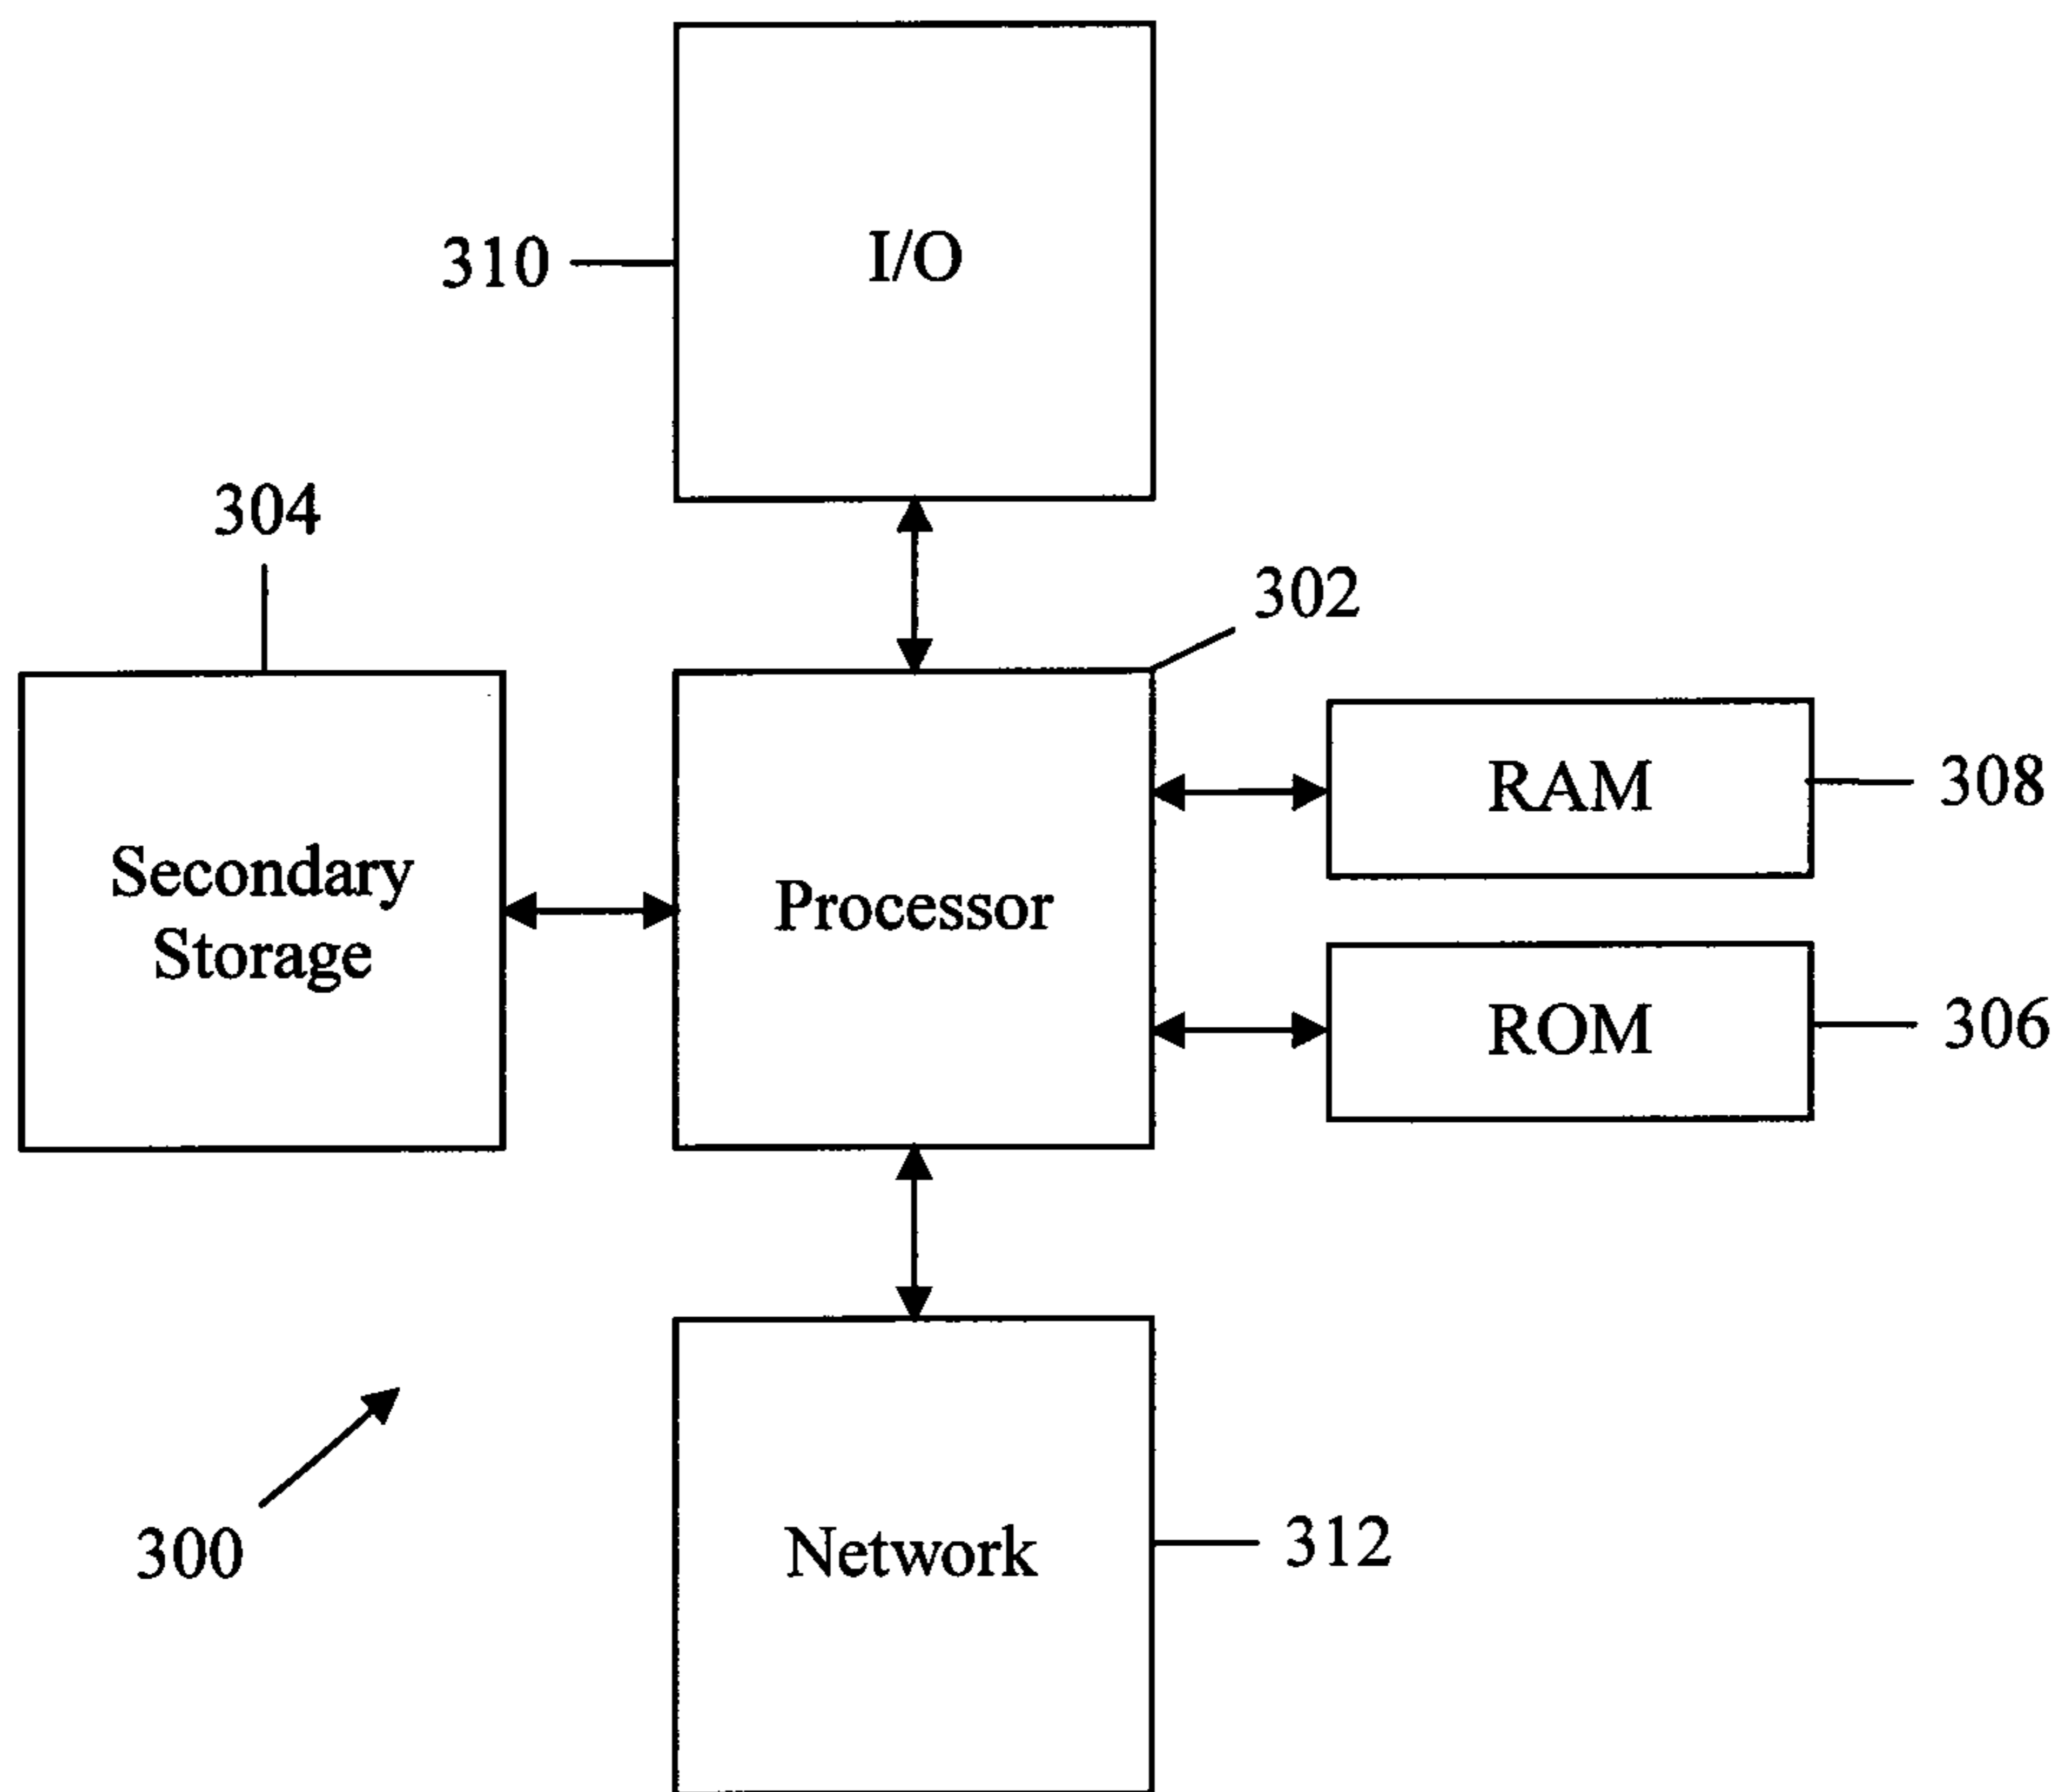 310
I/O
304
302
RAM
308
Secondary
Storage
Processor
ROM
306
300
Network
312